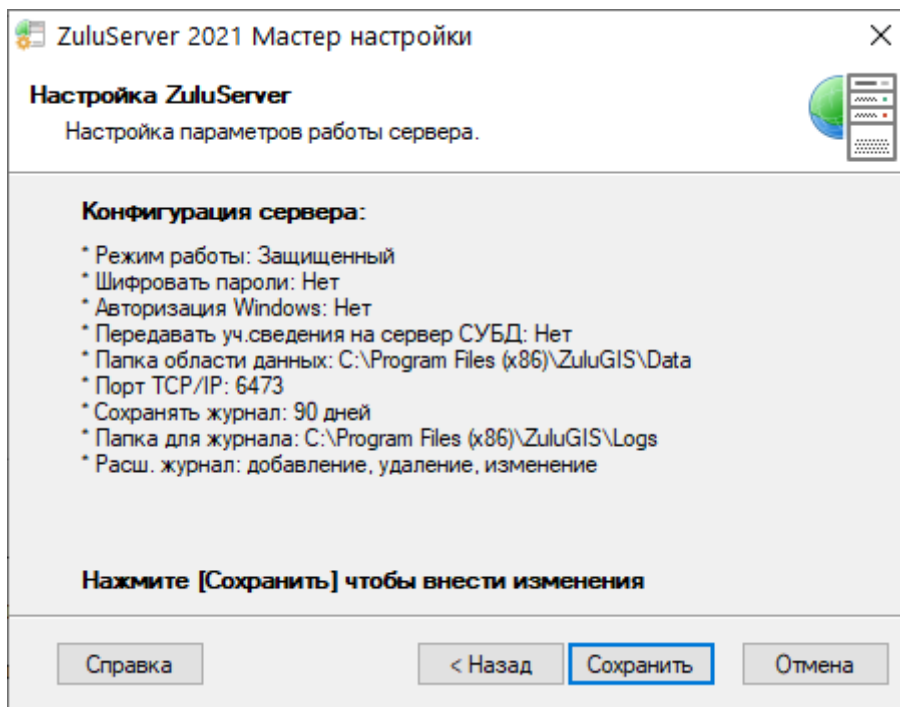 ZuluServer 2021 Мастер настройки
Настройка ZuluServer
Настройка параметров работы сервера.
Конфигурация сервера:
* Режим работы: Защищенный
* Шифровать пароли: Нет
* Авторизация Windows: Нет
* Передавать уч.сведения на сервер СУБД: Нет
* Папка области данных: C:\Program Files (x86)\ZuluGIS\Data
* Порт TCP/IP: 6473
* Сохранять журнал: 90 дней
* Папка для журнала: C:\Program Files (x86)\ZuluGIS\Logs
* Расш. журнал: добавление, удаление, изменение
Нажмите [Сохранить] чтобы внести изменения
Справка
< Назад
Сохранить
Отмена